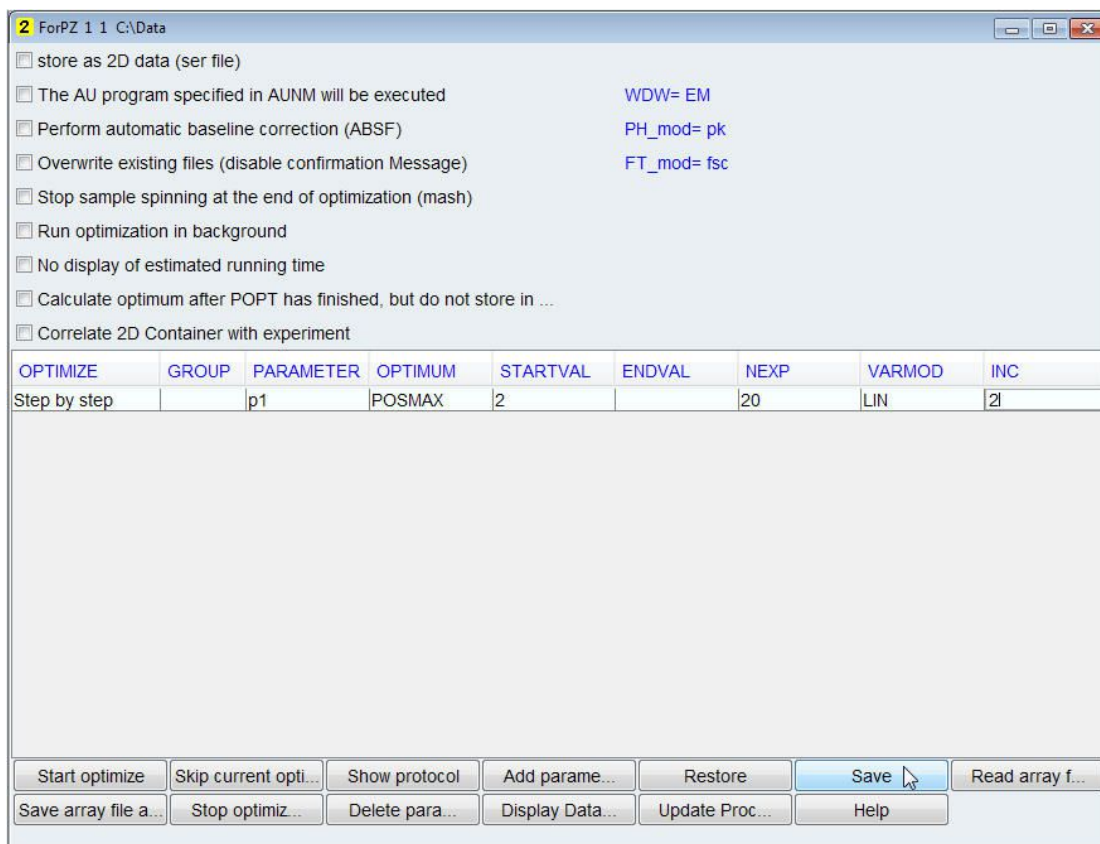 2 ForPZ 1 1 C:\Data
store as 2D data (ser file)
The AU program specified in AUNM will be executed WDW= EM
Perform automatic baseline correction (ABSF) PH_mod= pk
Overwrite existing files (disable confirmation Message) FT_mod= fsc
Stop sample spinning at the end of optimization (mash)
Run optimization in background
No display of estimated running time
Calculate optimum after POPT has finished, but do not store in ...
Correlate 2D Container with experiment
OPTIMIZE GROUP PARAMETER OPTIMUM STARTVAL ENDVAL NEXP VARMOD INC
Step by step p1 POSMAX 2 20 LIN 2
Start optimize Skip current opti... Show protocol Add parame... Restore Save Read array f...
Save array file a... Stop optimiz... Delete para... Display Data... Update Proc... Help